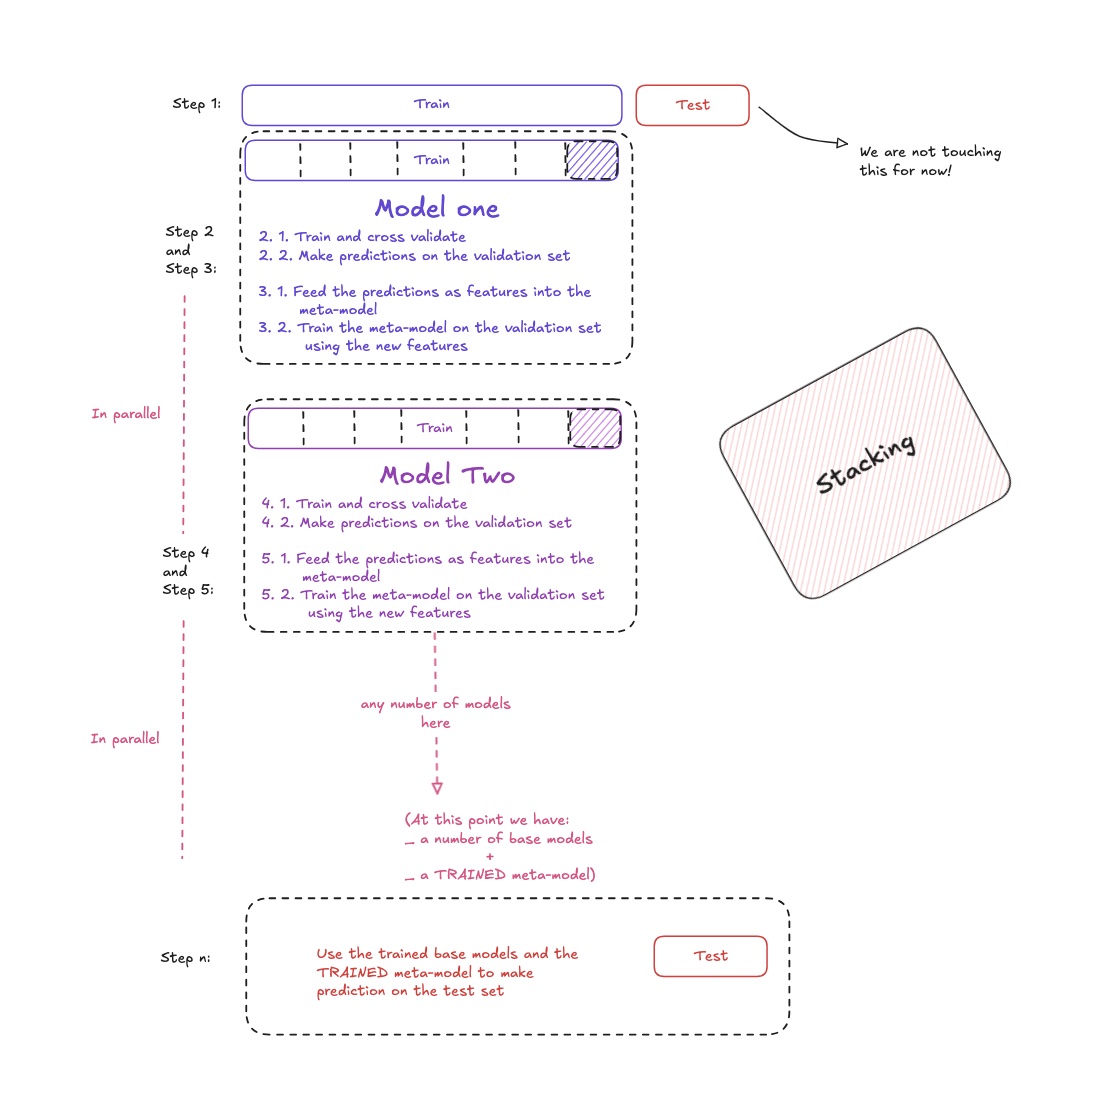 Step 1:
Train
Test
We are not touching
this for now!
Train
Model one
Step 2
and
Step 3:
2. 1. Train and cross validate
2. 2. Make predictions on the validation set
3. 1. Feed the predictions as features into the
meta-model
3. 2. Train the meta-model on the validation set
using the new features
In parallel
Stacking
Train
Model Two
4. 1. Train and cross validate
4. 2. Make predictions on the validation set
Step 4
and
Step 5:
5. 1. Feed the predictions as features into the
meta-model
5. 2. Train the meta-model on the validation set
using the new features
any number of models
here
In parallel
(At this point we have:
_ a number of base models
+
_ a TRAINED meta-model)
Step n:
Use the trained base models and the
TRAINED meta-model to make
prediction on the test set
Test